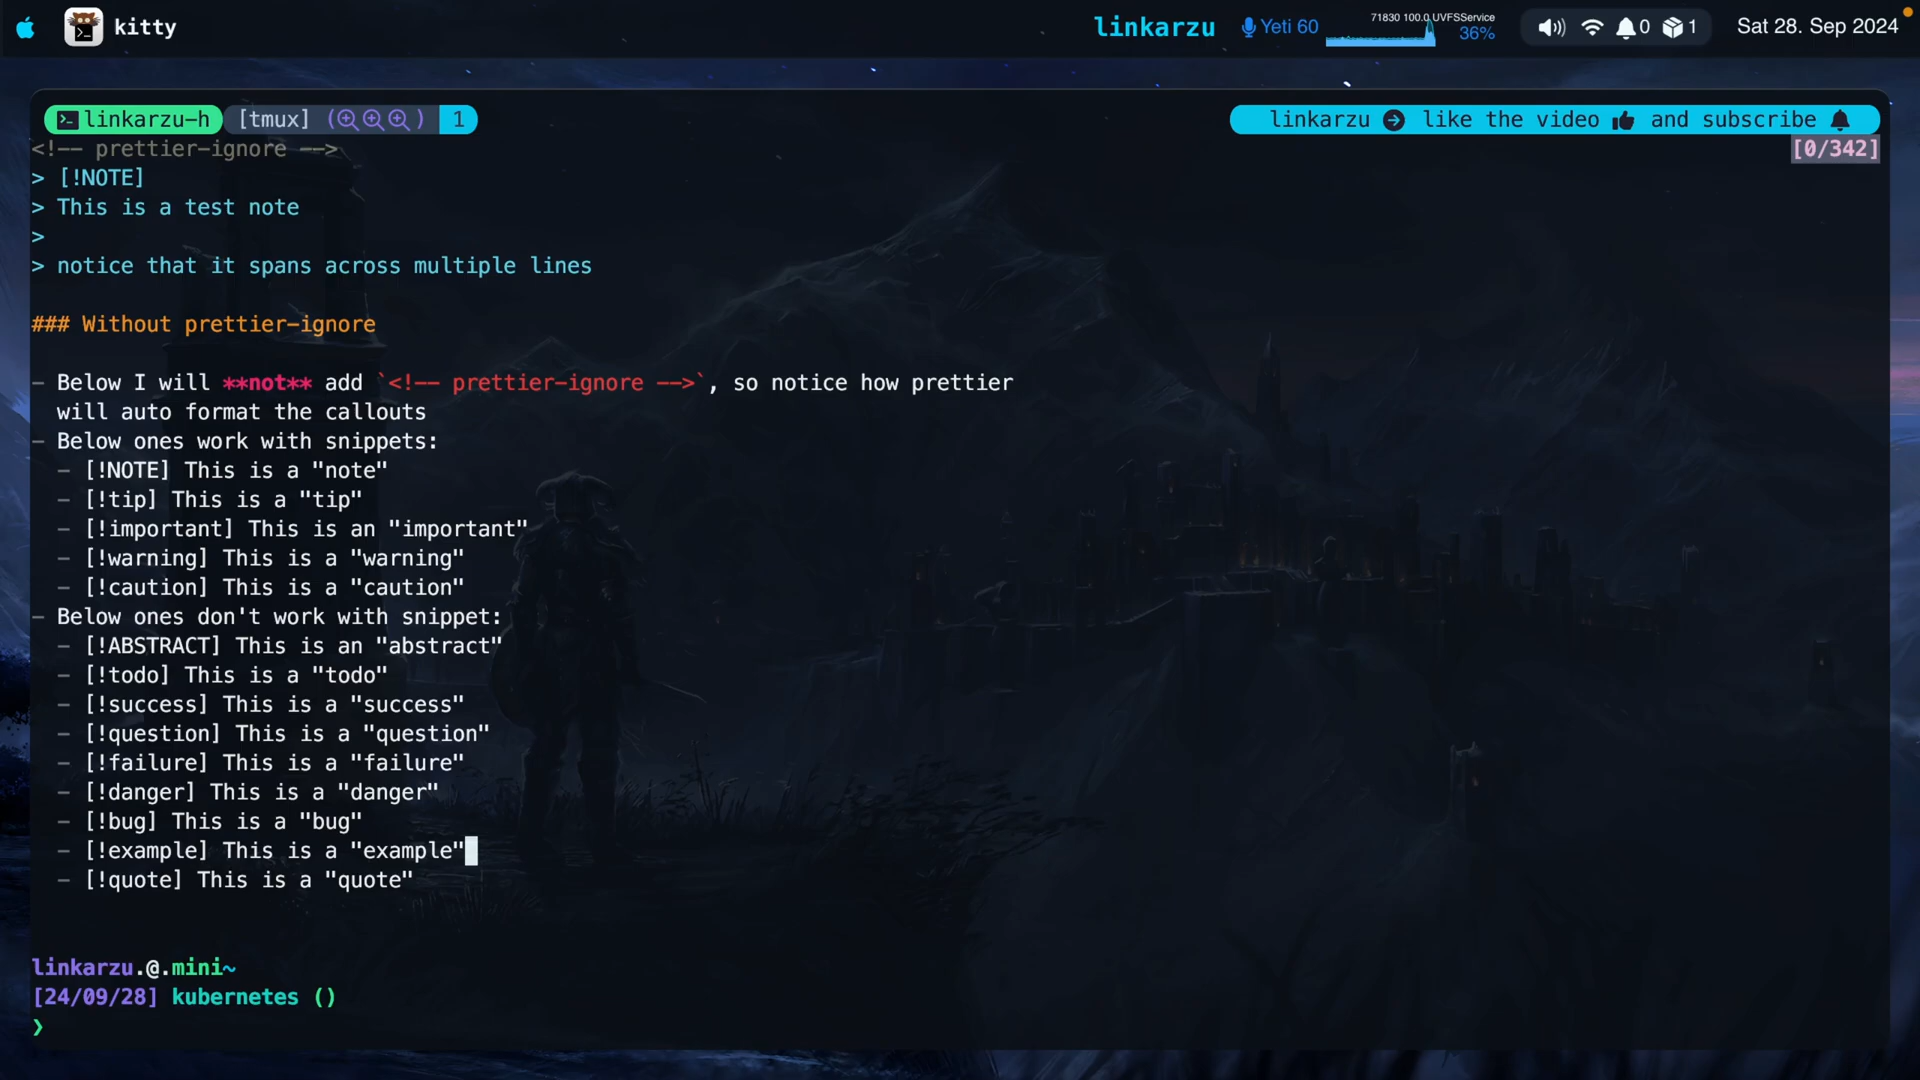 kitty
linkarzu
Yeti 60
71830 100.0 UVFSService
36%
0
1
Sat 28. Sep 2024
linkarzu-h [tmux] ( ) 1
linkarzu like the video and subscribe
<!-- prettier-ignore -->
[0/342]
> [!NOTE]
> This is a test note
>
> notice that it spans across multiple lines
### Without prettier-ignore
- Below I will **not** add `<!-- prettier-ignore -->`, so notice how prettier
will auto format the callouts
- Below ones work with snippets:
- [!NOTE] This is a "note"
- [!tip] This is a "tip"
- [!important] This is an "important"
- [!warning] This is a "warning"
- [!caution] This is a "caution"
- Below ones don't work with snippet:
- [!ABSTRACT] This is an "abstract"
- [!todo] This is a "todo"
- [!success] This is a "success"
- [!question] This is a "question"
- [!failure] This is a "failure"
- [!danger] This is a "danger"
- [!bug] This is a "bug"
- [!example] This is a "example"
- [!quote] This is a "quote"
linkarzu.@.mini~
[24/09/28] kubernetes ()
❯